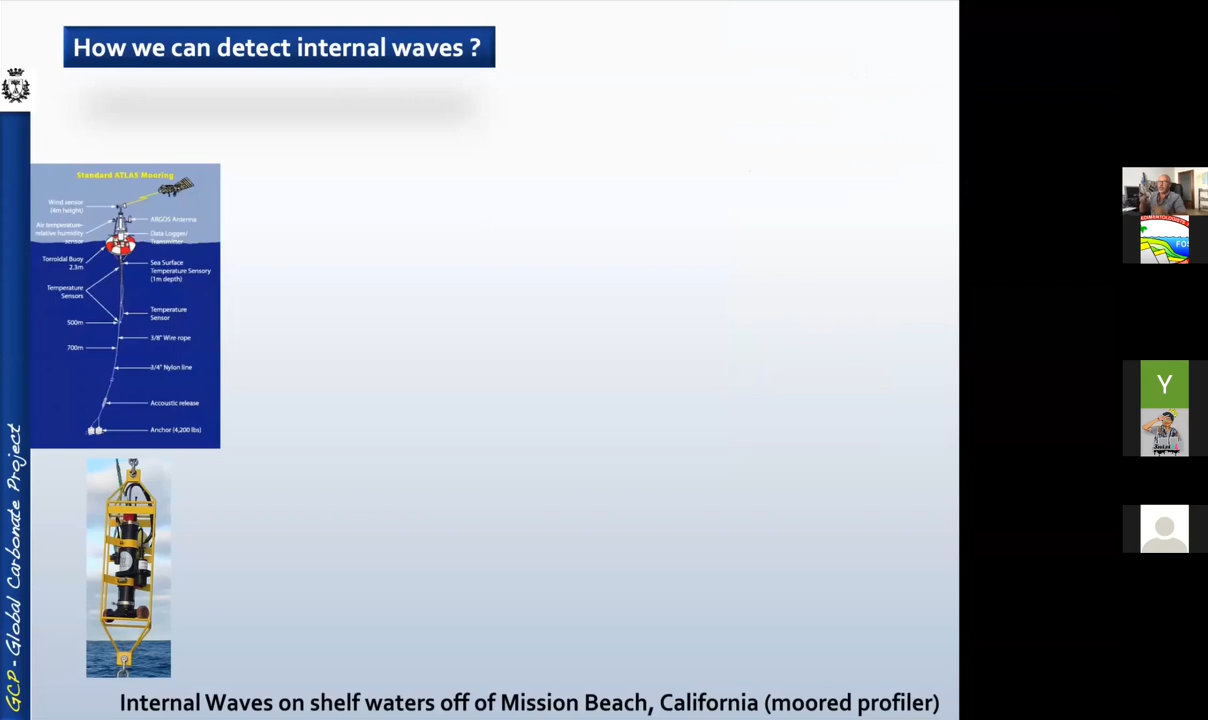 How we can detect internal waves ?
Standard ATLAS Mooring
Wind sensor
(4m height)
ARGOS Antenna
Air temperature-
relative humidity
sensor
Data Logger/
Transmitter
Torroidal Buoy
2.3m
Sea Surface
Temperature Sensory
(1m depth)
Temperature
Sensors
Temperature
Sensor
500m
3/8" Wire rope
700m
3/4" Nylon line
Accoustic release
Anchor (4,200 lbs)
GCP - Global Carbonate Project
Internal Waves on shelf waters off of Mission Beach, California (moored profiler)
FOS
Y